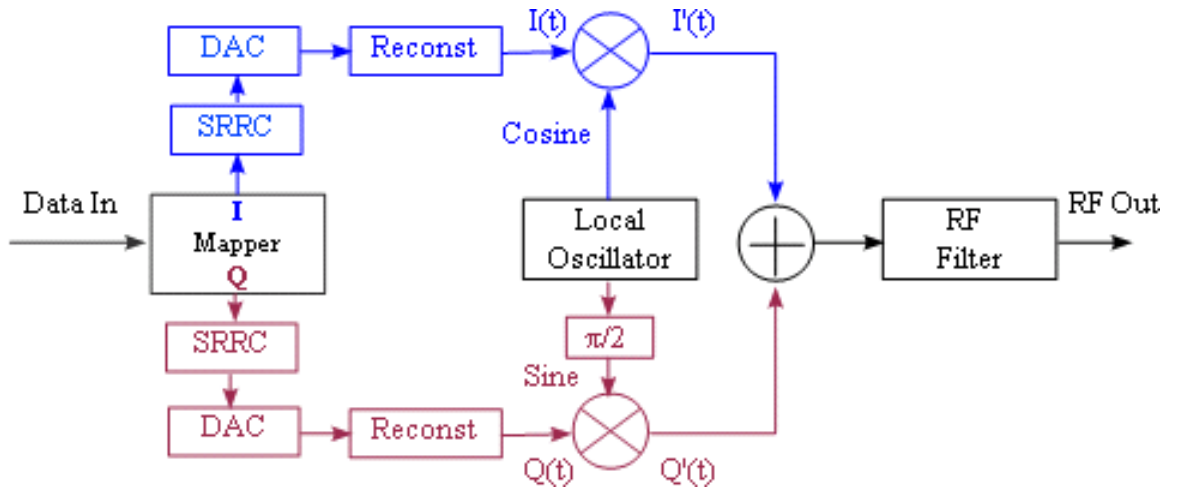 DAC
Reconst
I(t)
I'(t)
SRRC
Cosine
Data In
I
Mapper
Q
Local
Oscillator
RF
Filter
RF Out
SRRC
π/2
Sine
DAC
Reconst
Q(t)
Q'(t)